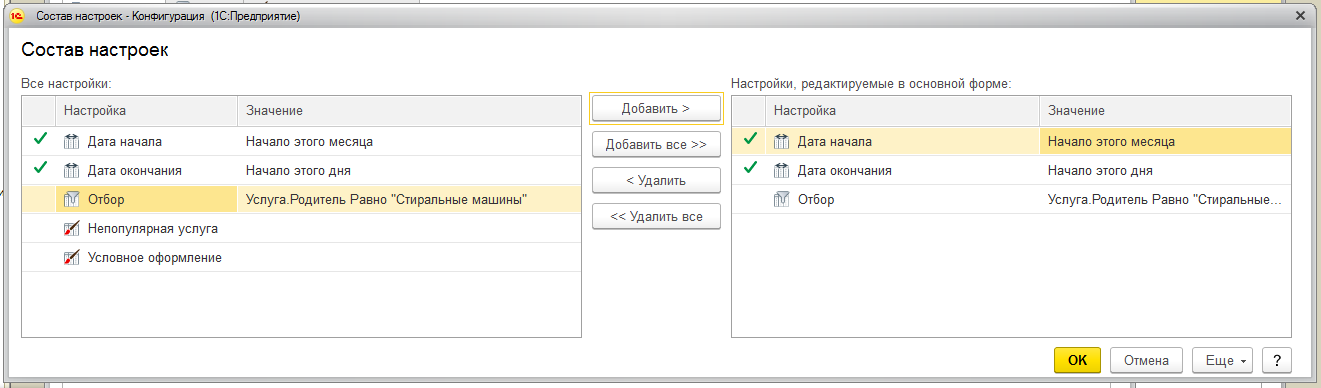 1С Состав настроек - Конфигурация (1С:Предприятие)
Состав настроек
Все настройки:
Настройка Значение
Дата начала Начало этого месяца
Дата окончания Начало этого дня
Отбор Услуга.Родитель Равно "Стиральные машины"
Непопулярная услуга
Условное оформление
Добавить >
Добавить все >>
< Удалить
<< Удалить все
Настройки, редактируемые в основной форме:
Настройка Значение
Дата начала Начало этого месяца
Дата окончания Начало этого дня
Отбор Услуга.Родитель Равно "Стиральные...
ОК Отмена Еще ?